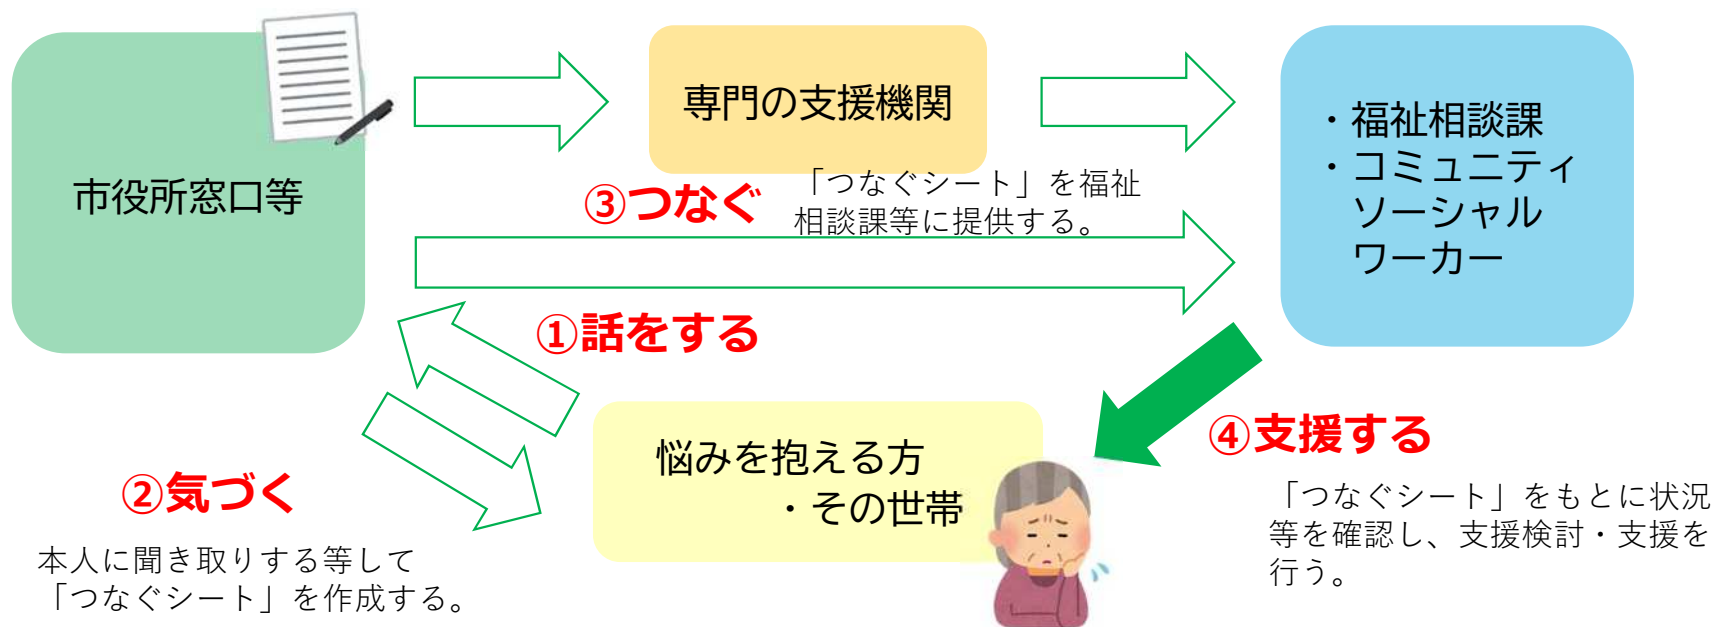 市役所窓口等
専門の支援機関
・福祉相談課
・コミュニティ
ソーシャル
ワーカー
③つなぐ
「つなぐシート」を福祉
相談課等に提供する。
①話をする
②気づく
本人に聞き取りする等して
「つなぐシート」を作成する。
悩みを抱える方
・その世帯
④支援する
「つなぐシート」をもとに状況
等を確認し、支援検討・支援を
行う。